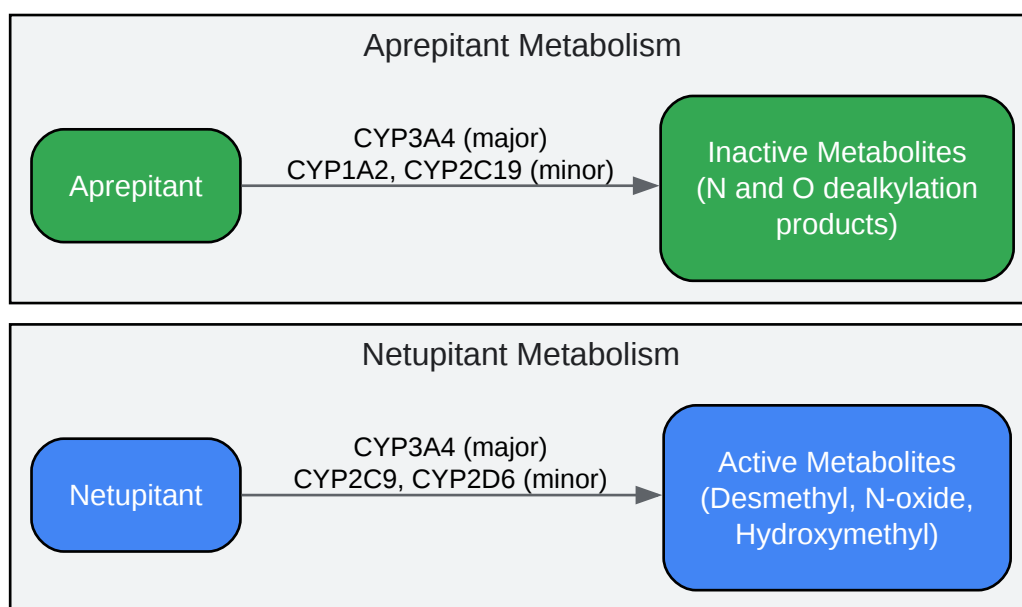 Aprepitant Metabolism
Aprepitant
CYP3A4 (major)
CYP1A2, CYP2C19 (minor)
Inactive Metabolites
(N and O dealkylation
products)
Netupitant Metabolism
Netupitant
CYP3A4 (major)
CYP2C9, CYP2D6 (minor)
Active Metabolites
(Desmethyl, N-oxide,
Hydroxymethyl)